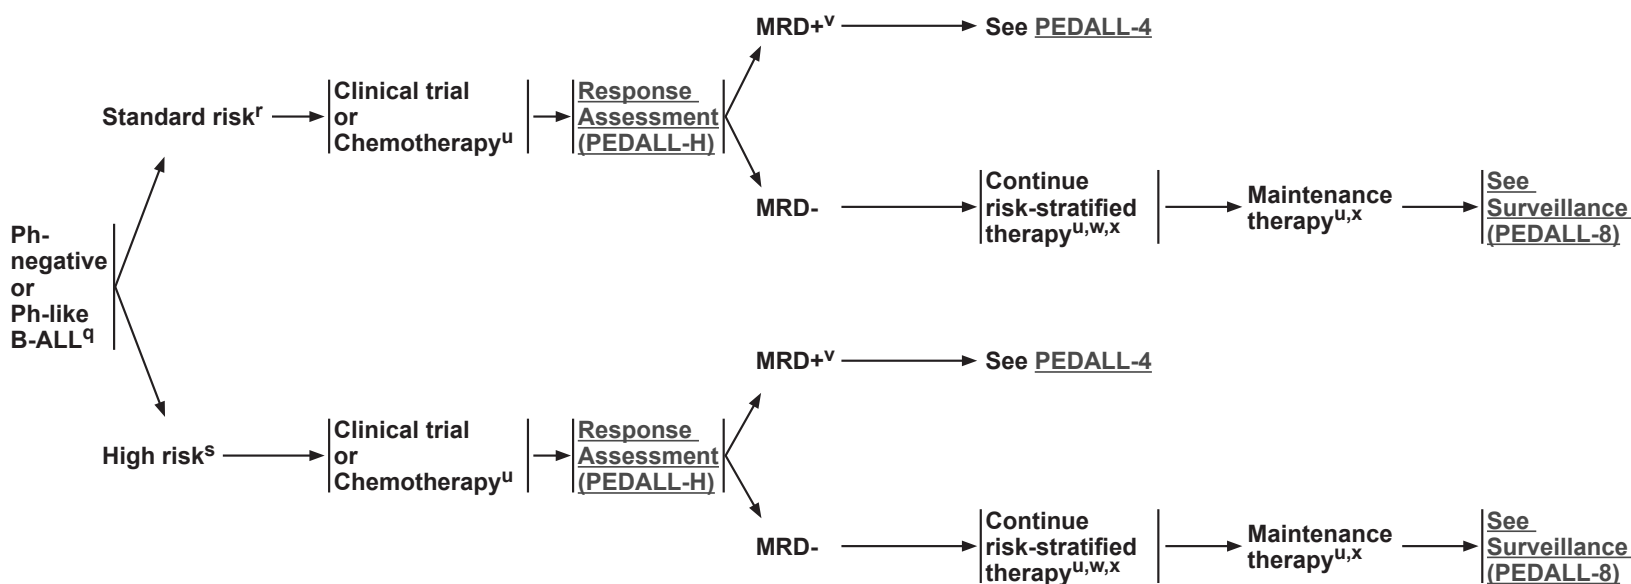 Ph-
negative
or
Ph-like
B-ALLq
Standard riskr
Clinical trial
or
Chemotherapyu
Response
Assessment
(PEDALL-H)
MRD+v
See PEDALL-4
MRD-
Continue
risk-stratified
therapyu,w,x
Maintenance
therapyu,x
See
Surveillance
(PEDALL-8)
High risks
Clinical trial
or
Chemotherapyu
Response
Assessment
(PEDALL-H)
MRD+v
See PEDALL-4
MRD-
Continue
risk-stratified
therapyu,w,x
Maintenance
therapyu,x
See
Surveillance
(PEDALL-8)